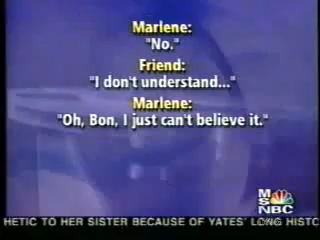 Marlene:
"No."
Friend:
"I don't understand..."
Marlene:
"Oh, Bon, I just can't believe it."
MSNBC
HETIC TO HER SISTER BECAUSE OF YATES' LONG HISTO